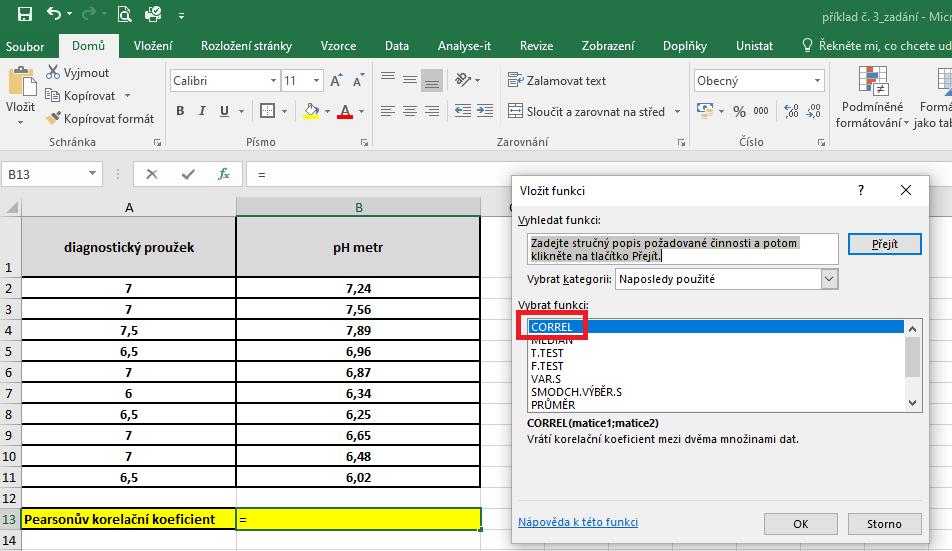 příklad č. 3_zadání - Micr
Soubor Domů Vložení Rozložení stránky Vzorce Data Analyse-it Revize Zobrazení Doplňky Unistat Řekněte mi, co chcete ud
Vložit
Vyjmout
Kopírovat
Kopírovat formát
Schránka
Calibri 11
B I U A
Písmo
Zalamovat text
Sloučit a zarovnat na střed
Zarovnání
Obecný
% 000
Číslo
Podmíněné
formátování
Formá
jako tab
B13 fx =
A B
1 diagnostický proužek pH metr
2 7 7,24
3 7 7,56
4 7,5 7,89
5 6,5 6,96
6 7 6,87
7 6 6,34
8 6,5 6,25
9 7 6,65
10 7 6,48
11 6,5 6,02
12
13 Pearsonův korelační koeficient =
14
Vložit funkci ?
Vyhledat funkci:
Zadejte stručný popis požadované činnosti a potom
klikněte na tlačítko Přejít.
Přejít
Vybrat kategorii: Naposledy použité
Vybrat funkci:
CORREL
MEDIAN
T.TEST
F.TEST
VAR.S
SMODCH.VÝBĚR.S
PRŮMĚR
CORREL(matice1;matice2)
Vrátí korelační koeficient mezi dvěma množinami dat.
Nápověda k této funkci
OK
Storno